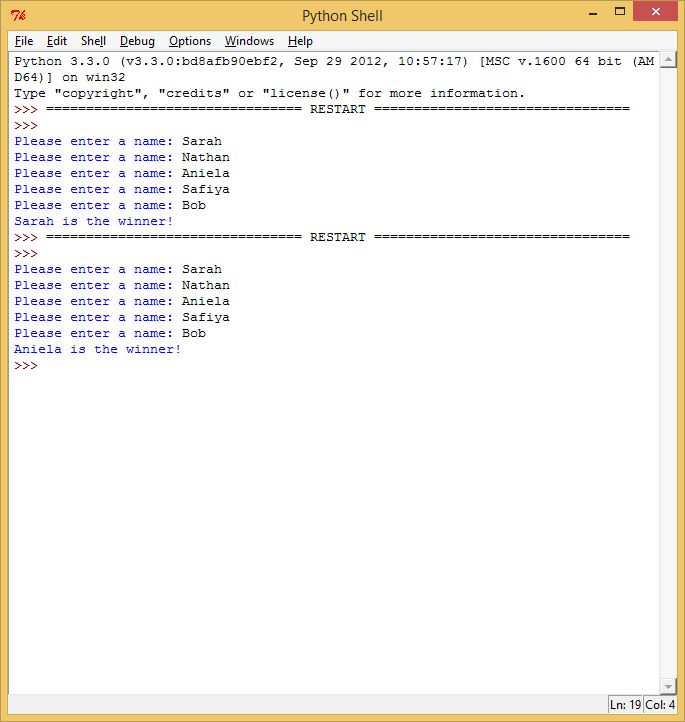 Python Shell
File Edit Shell Debug Options Windows Help
Python 3.3.0 (v3.3.0:bd8afb90ebf2, Sep 29 2012, 10:57:17) [MSC v.1600 64 bit (AM
D64)] on win32
Type "copyright", "credits" or "license()" for more information.
>>> ================================ RESTART ================================
>>>
Please enter a name: Sarah
Please enter a name: Nathan
Please enter a name: Aniela
Please enter a name: Safiya
Please enter a name: Bob
Sarah is the winner!
>>> ================================ RESTART ================================
>>>
Please enter a name: Sarah
Please enter a name: Nathan
Please enter a name: Aniela
Please enter a name: Safiya
Please enter a name: Bob
Aniela is the winner!
>>>
Ln: 19 Col: 4